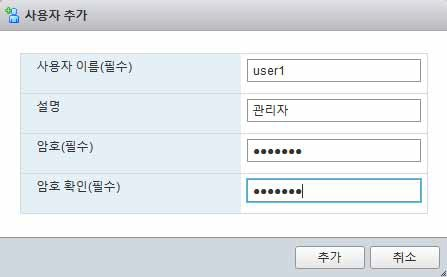 사용자 추가
사용자 이름(필수) user1
설명 관리자
암호(필수) ●●●●●●●
암호 확인(필수) ●●●●●●●
추가 취소